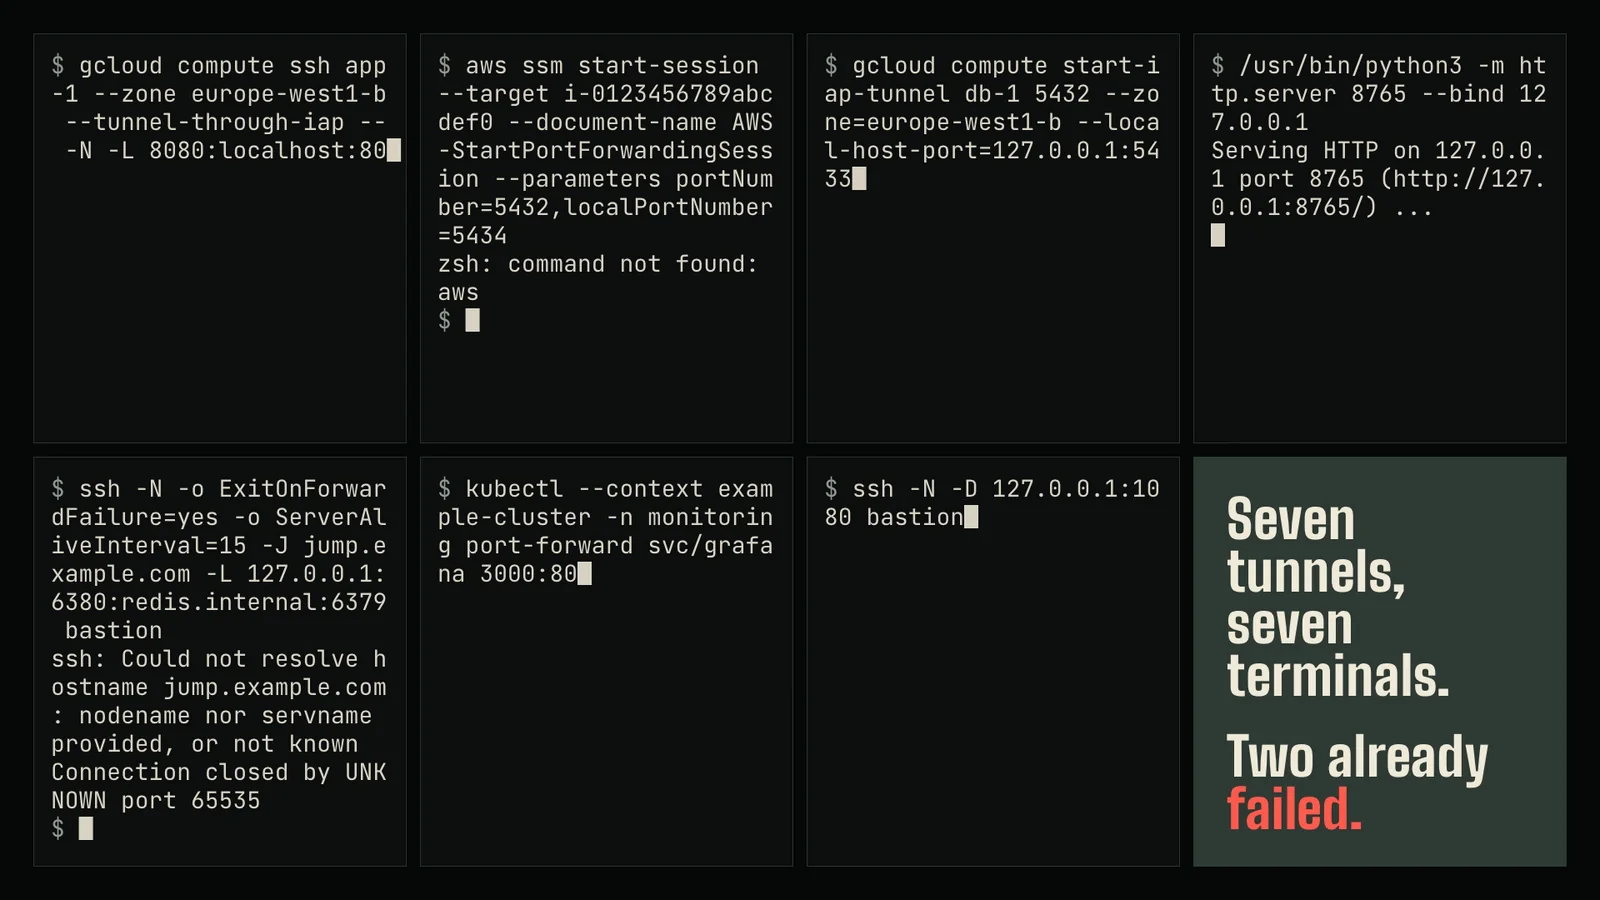 $ gcloud compute ssh app
-1 --zone europe-west1-b
--tunnel-through-iap --
-N -L 8080:localhost:80
$ aws ssm start-session
--target i-0123456789abc
def0 --document-name AWS
-StartPortForwardingSess
ion --parameters portNum
ber=5432,localPortNumber
=5434
zsh: command not found:
aws
$
$ gcloud compute start-i
ap-tunnel db-1 5432 --zo
ne=europe-west1-b --loca
l-host-port=127.0.0.1:54
33
$ /usr/bin/python3 -m ht
tp.server 8765 --bind 12
7.0.0.1
Serving HTTP on 127.0.0.
1 port 8765 (http://127.
0.0.1:8765/) ...
$ ssh -N -o ExitOnForwar
dFailure=yes -o ServerAl
iveInterval=15 -J jump.e
xample.com -L 127.0.0.1:
6380:redis.internal:6379
bastion
ssh: Could not resolve h
ostname jump.example.com
: nodename nor servname
provided, or not known
Connection closed by UNK
NOWN port 65535
$
$ kubectl --context exam
ple-cluster -n monitorin
g port-forward svc/grafa
na 3000:80
$ ssh -N -D 127.0.0.1:10
80 bastion
Seven
tunnels,
seven
terminals.
Two already
failed.